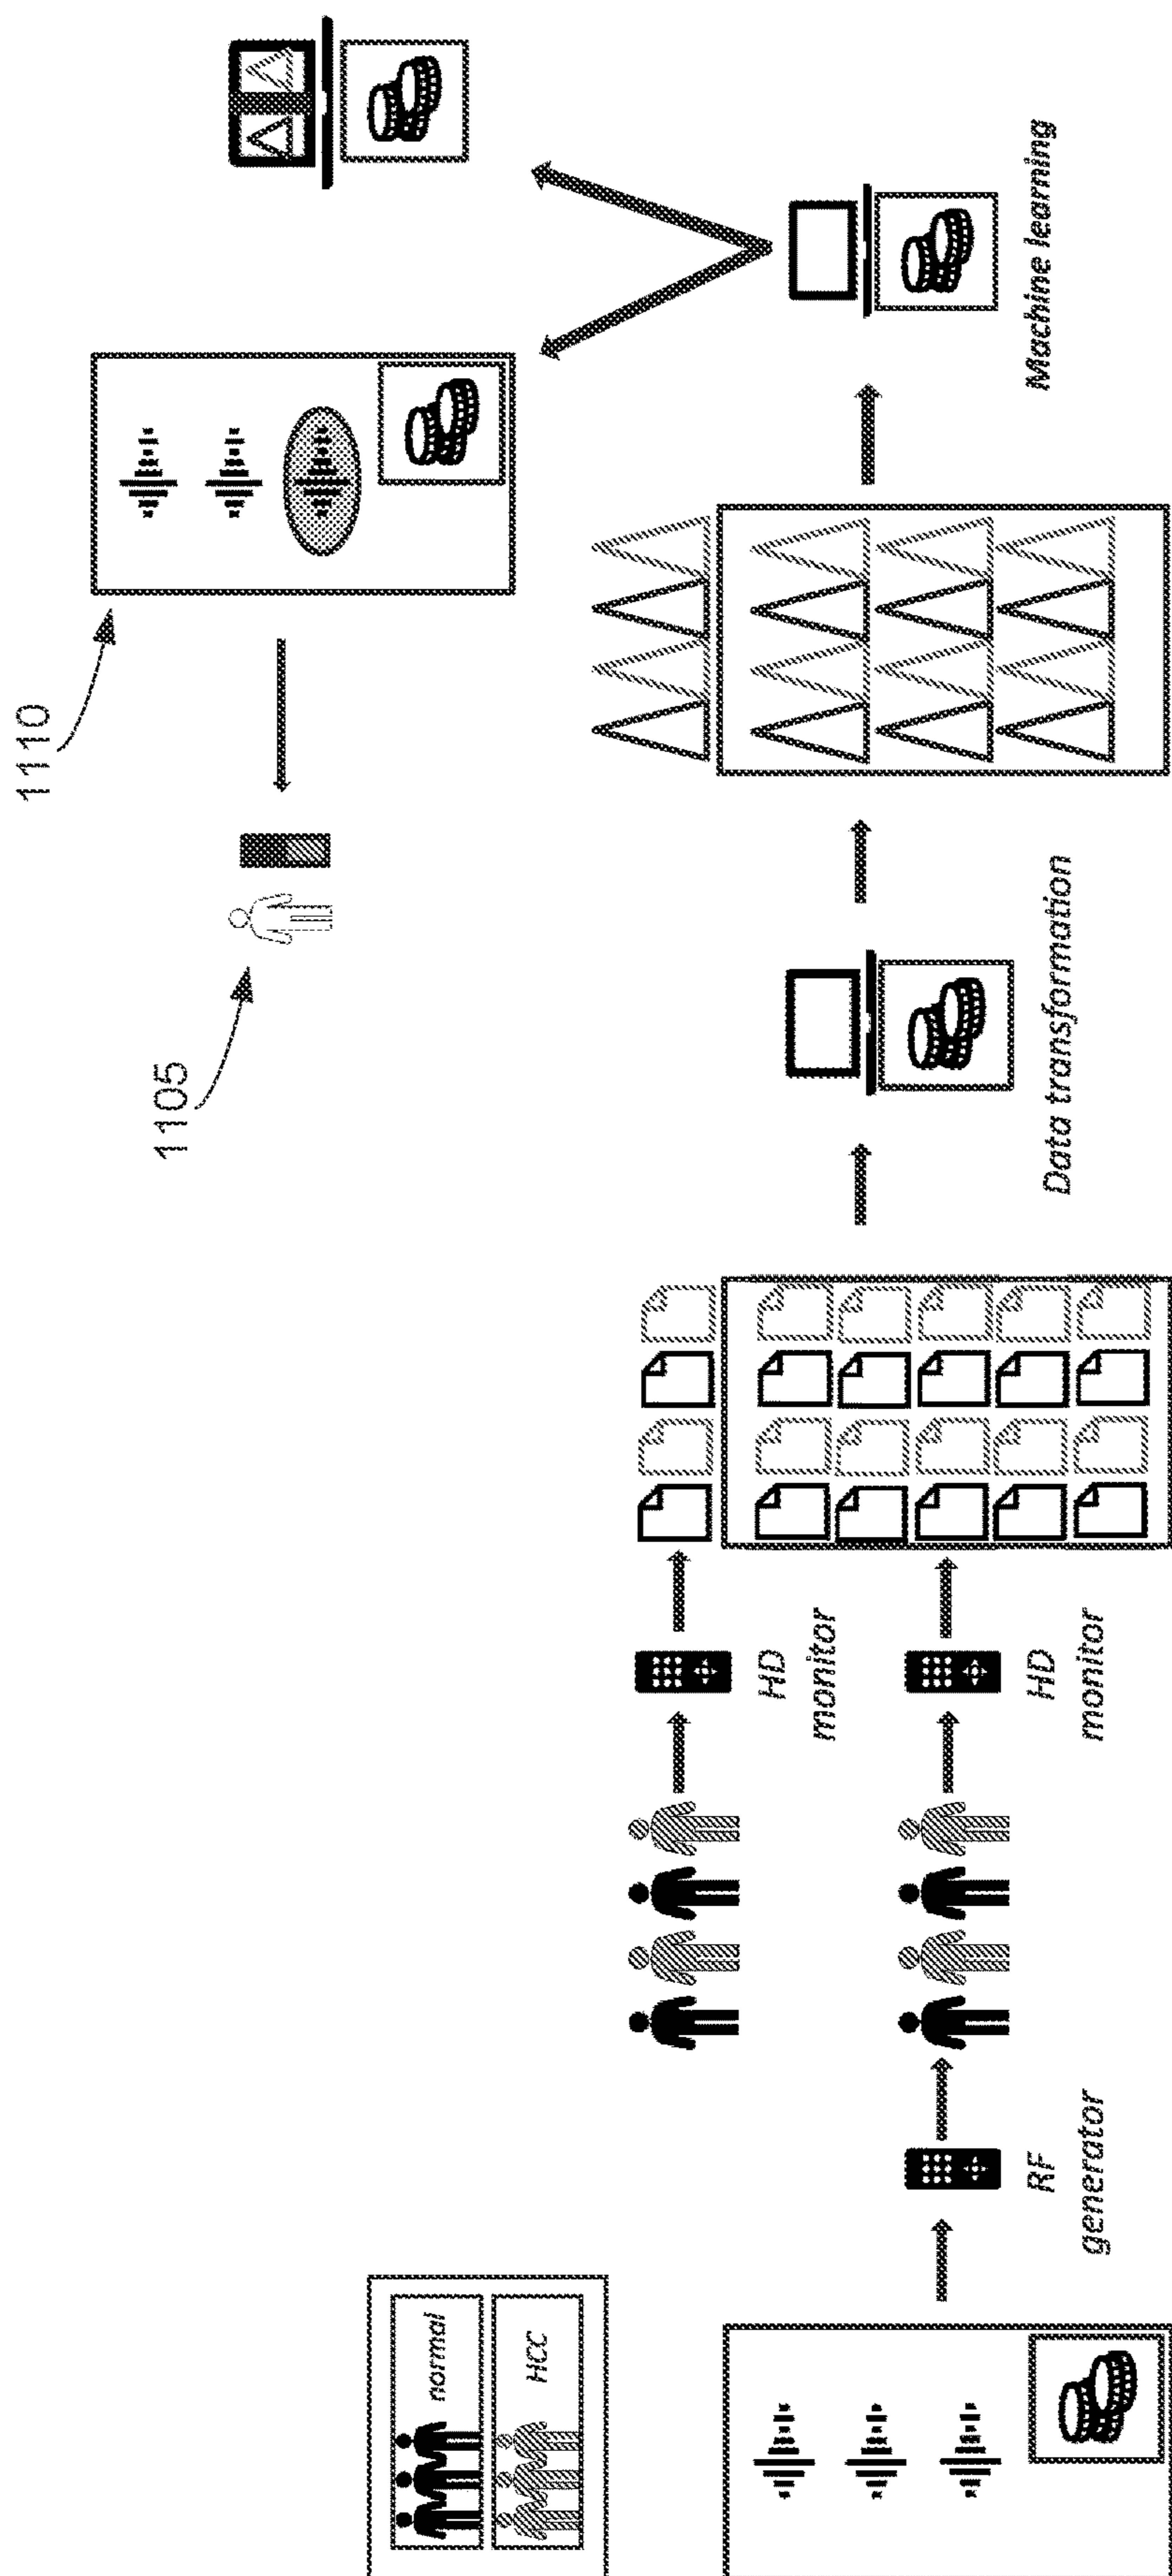 1110
1105
normal
HCC
HD
monitor
RF
generator
HD
monitor
Data transformation
Machine learning